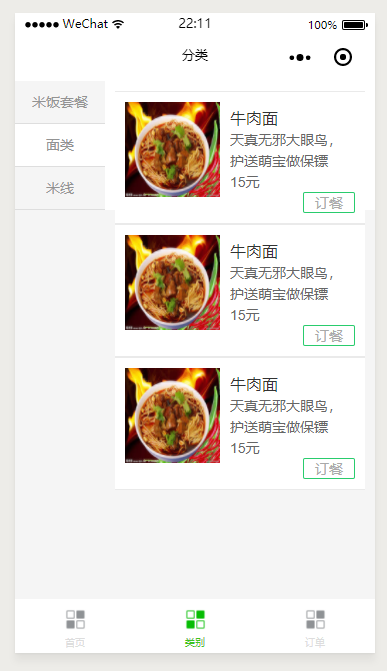 ●●●●● WeChat
22:11
100%
分类
米饭套餐
面类
米线
牛肉面
天真无邪大眼鸟，
护送萌宝做保镖
15元
订餐
牛肉面
天真无邪大眼鸟，
护送萌宝做保镖
15元
订餐
牛肉面
天真无邪大眼鸟，
护送萌宝做保镖
15元
订餐
首页
类别
订单